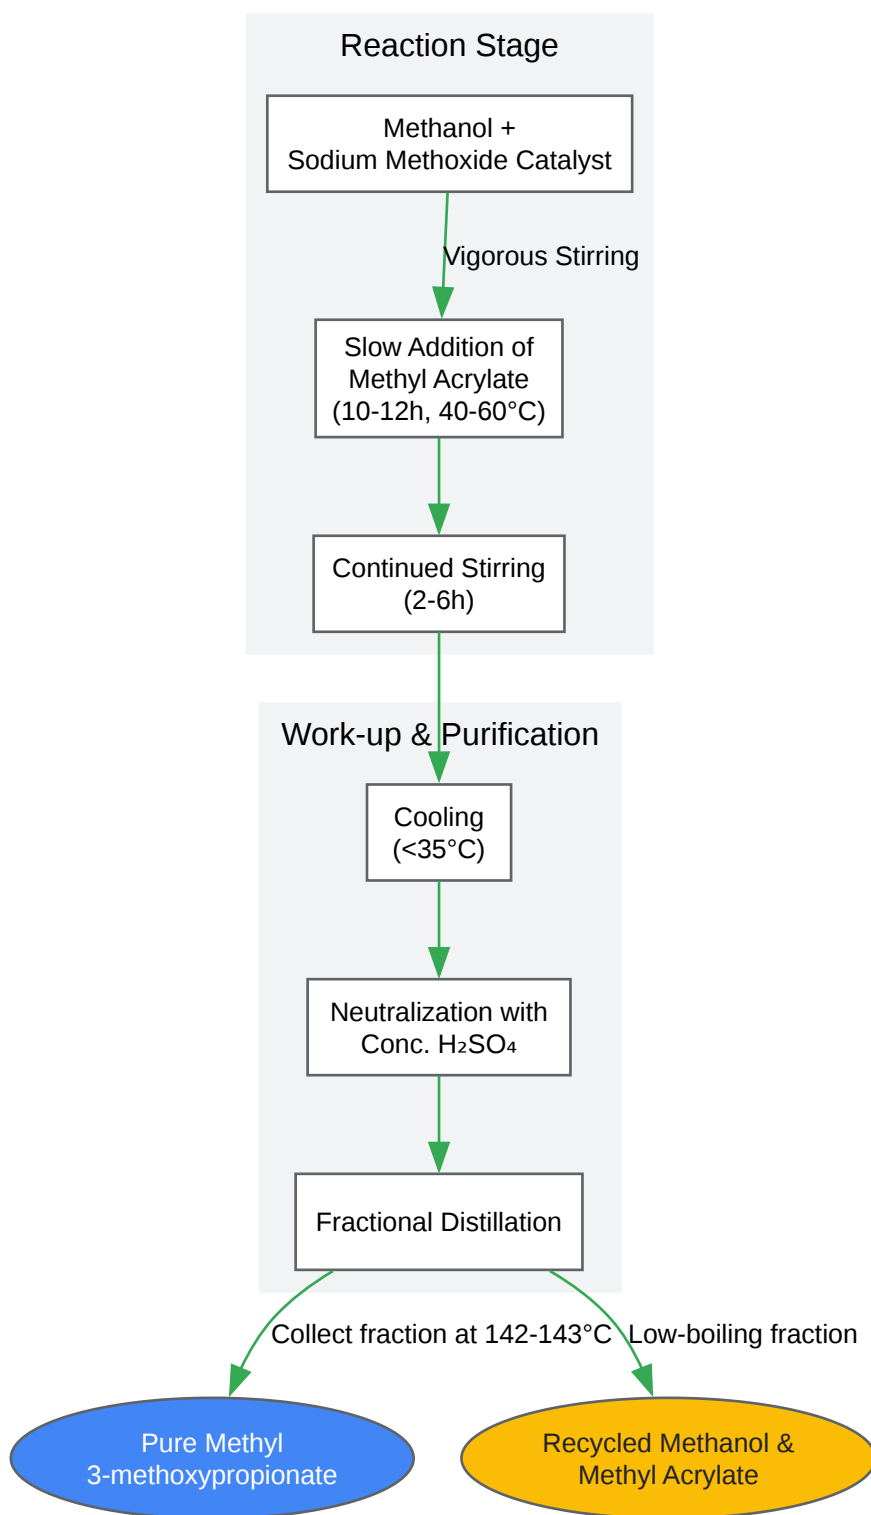 Reaction Stage
Methanol +
Sodium Methoxide Catalyst
Vigorous Stirring
Slow Addition of
Methyl Acrylate
(10-12h, 40-60°C)
Continued Stirring
(2-6h)
Work-up & Purification
Cooling
(<35°C)
Neutralization with
Conc. H₂SO₄
Fractional Distillation
Collect fraction at 142-143°C
Low-boiling fraction
Pure Methyl
3-methoxypropionate
Recycled Methanol &
Methyl Acrylate